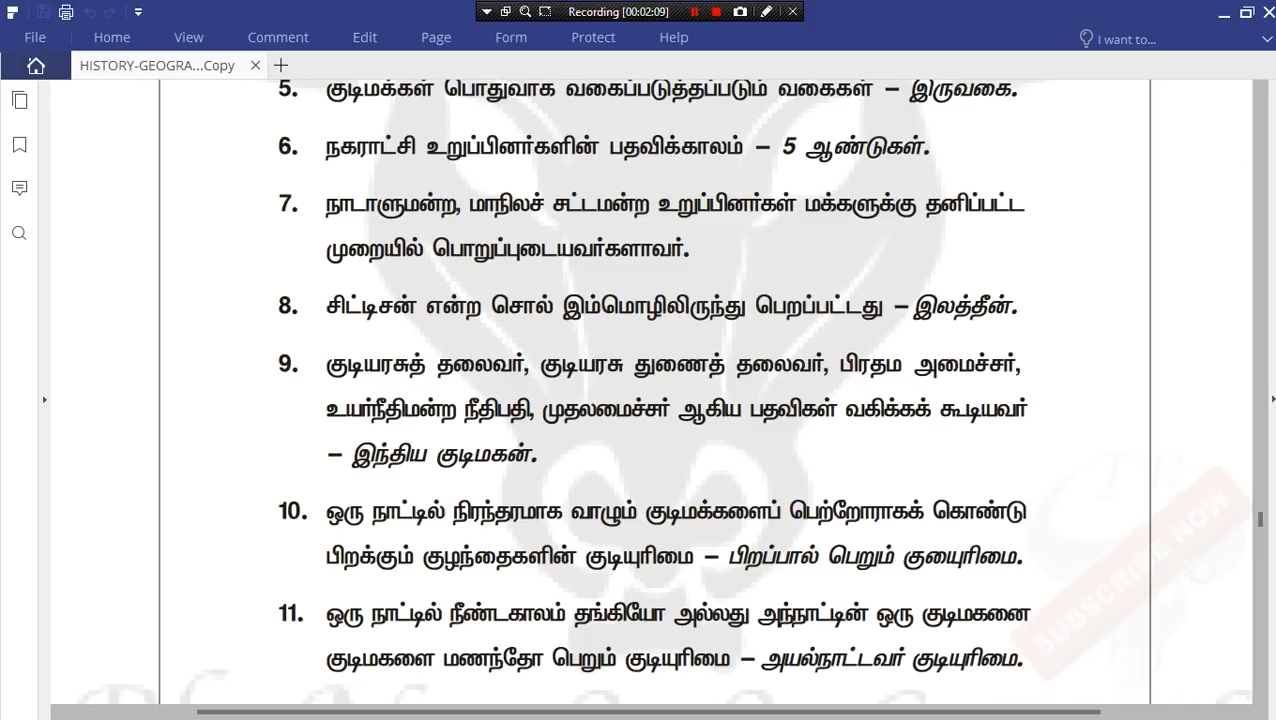 Recording [00:02:09]
File Home View Comment Edit Page Form Protect Help I want to...
HISTORY-GEOGRA...Copy
5. குடிமக்கள் பொதுவாக வகைப்படுத்தப்படும் வகைகள் – இருவகை.
6. நகராட்சி உறுப்பினர்களின் பதவிக்காலம் – 5 ஆண்டுகள்.
7. நாடாளுமன்ற, மாநிலச் சட்டமன்ற உறுப்பினர்கள் மக்களுக்கு தனிப்பட்ட
முறையில் பொறுப்புடையவர்களாவர்.
8. சிட்டிசன் என்ற சொல் இம்மொழிலிருந்து பெறப்பட்டது – இலத்தீன்.
9. குடியரசுத் தலைவர், குடியரசு துணைத் தலைவர், பிரதம அமைச்சர்,
உயர்நீதிமன்ற நீதிபதி, முதலமைச்சர் ஆகிய பதவிகள் வகிக்கக் கூடியவர்
– இந்திய குடிமகன்.
10. ஒரு நாட்டில் நிரந்தரமாக வாழும் குடிமக்களைப் பெற்றோராகக் கொண்டு
பிறக்கும் குழந்தைகளின் குடியுரிமை – பிறப்பால் பெறும் குயுரிமை.
SUBSCRIBE NOW
11. ஒரு நாட்டில் நீண்டகாலம் தங்கியோ அல்லது அந்நாட்டின் ஒரு குடிமகனை
குடிமகளை மணந்தோ பெறும் குடியுரிமை – அயல்நாட்டவர் குடியுரிமை.